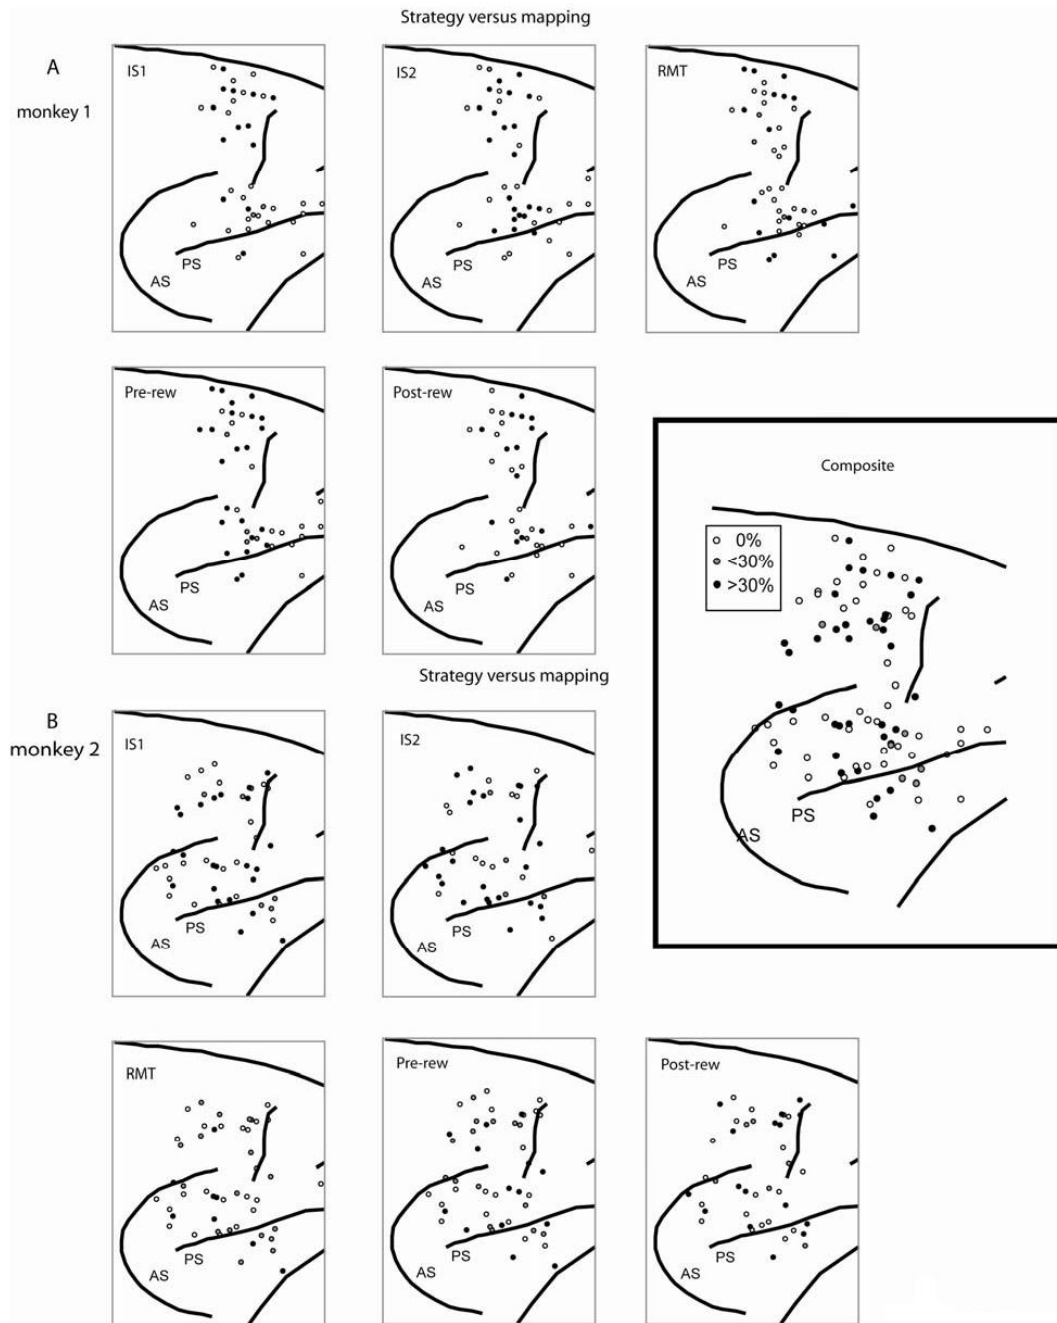 Strategy versus mapping
A
monkey 1
IS1
PS
AS
IS2
PS
AS
RMT
PS
AS
Pre-rew
PS
AS
Post-rew
PS
AS
Composite
0%
<30%
>30%
PS
AS
Strategy versus mapping
B
monkey 2
IS1
PS
AS
IS2
PS
AS
RMT
PS
AS
Pre-rew
PS
AS
Post-rew
PS
AS